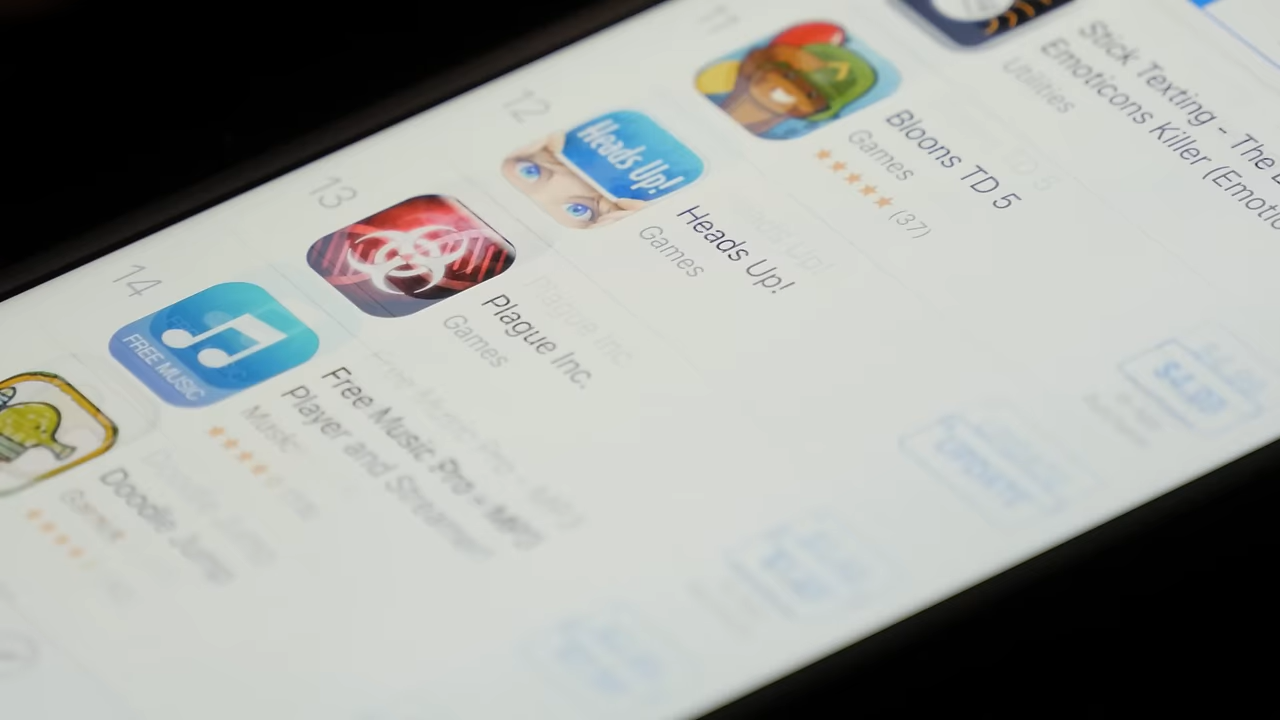 Stick Texting - The
Emoticons Killer (Emotic
Utilities
11
Bloons TD 5
Games
(37)
12
Heads Up!
Heads Up!
Games
13
Plague Inc.
Games
14
FREE MUSIC
Free Music Pro - MP3
Player and Streamer
Music
Doodle Jump
Games
UPDATE